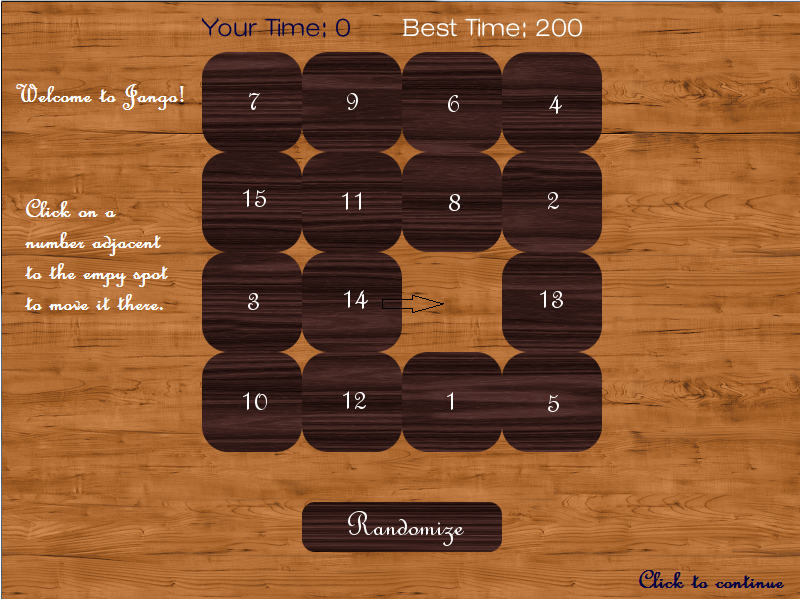 Your Time: 0 Best Time: 200
Welcome to Jango!
7 9 6 4
15 11 8 2
Click on a
number adjacent
to the empy spot
to move it there.
3 14 13
10 12 1 5
Randomize
Click to continue